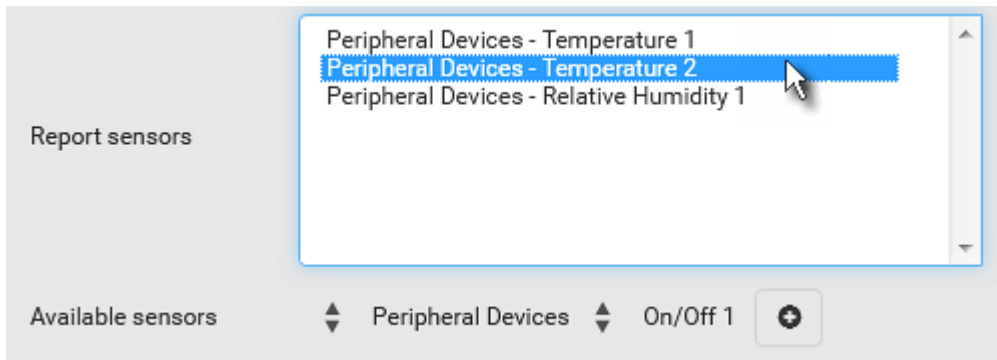 Peripheral Devices - Temperature 1
Peripheral Devices - Temperature 2
Peripheral Devices - Relative Humidity 1
Report sensors
Available sensors Peripheral Devices On/Off 1